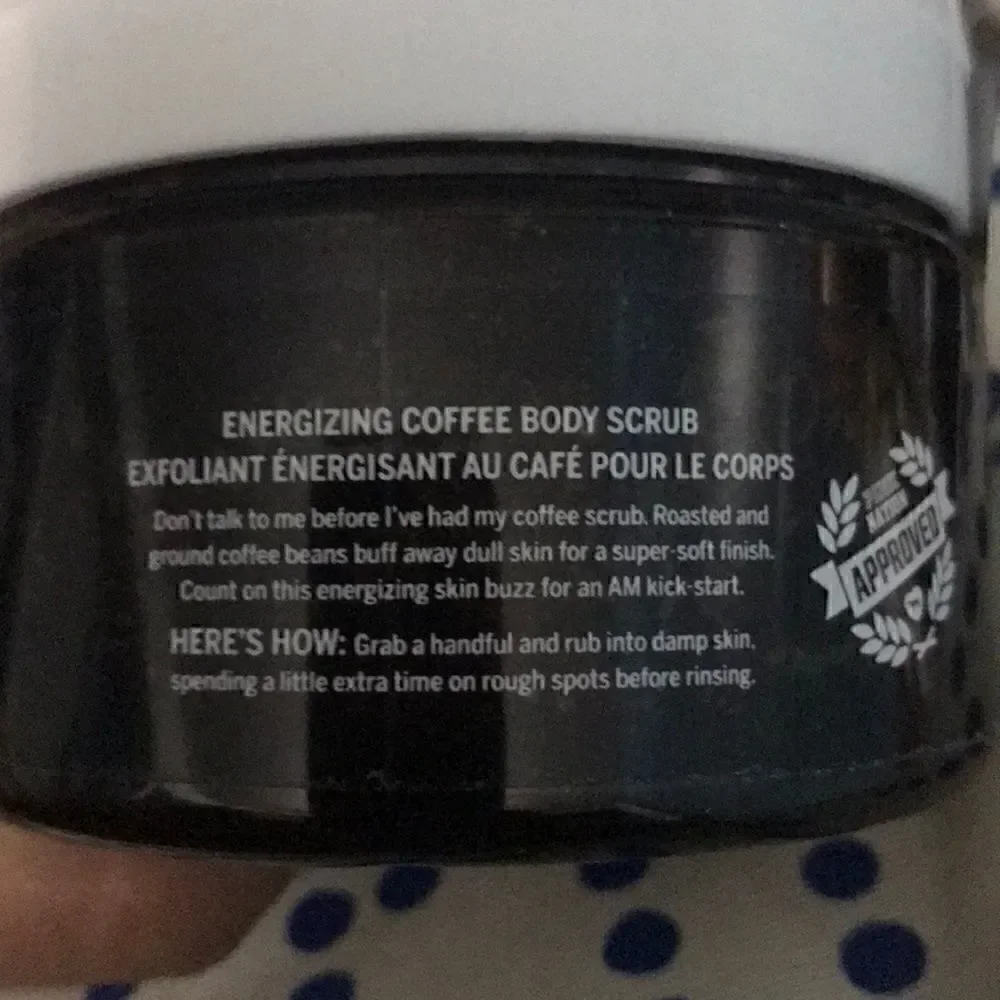 ENERGIZING COFFEE BODY SCRUB
EXFOLIANT ÉNERGISANT AU CAFÉ POUR LE CORPS
Don't talk to me before I've had my coffee scrub. Roasted and
ground coffee beans buff away dull skin for a super-soft finish.
Count on this energizing skin buzz for an AM kick-start.
HERE'S HOW: Grab a handful and rub into damp skin,
spending a little extra time on rough spots before rinsing.
NATION
APPROVED